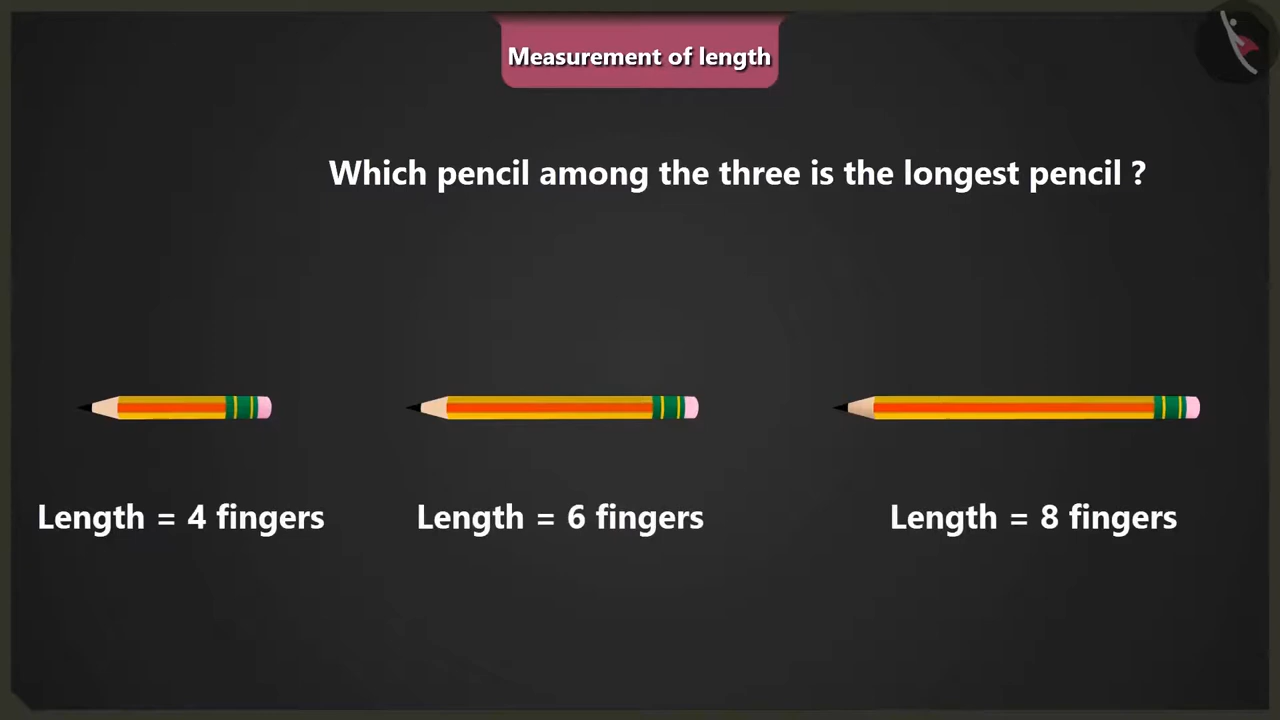 Measurement of length
Which pencil among the three is the longest pencil ?
Length = 4 fingers
Length = 6 fingers
Length = 8 fingers